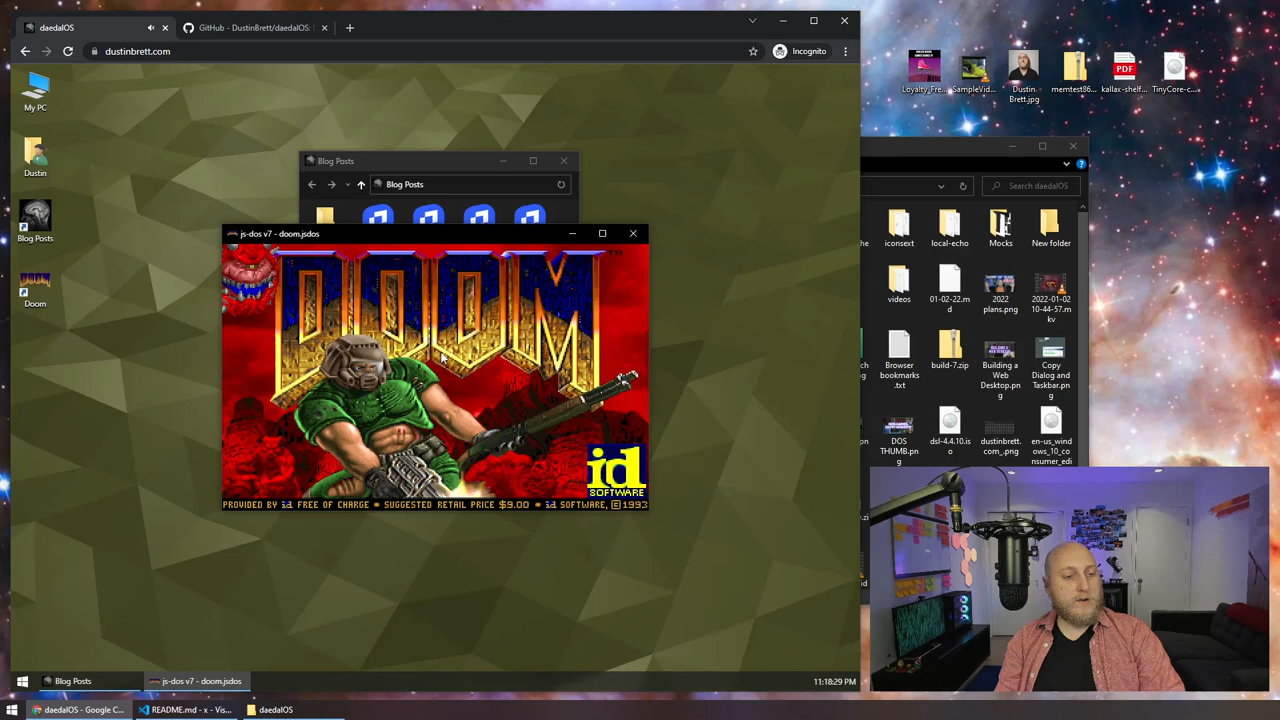 daedalOS
GitHub - DustinBrett/daedalOS:
dustinbrett.com
Incognito
My PC
Dustin
Blog Posts
Doom
Blog Posts
Blog Posts
js-dos v7 - doom.jsdos
DOOM
TM
id
SOFTWARE
PROVIDED BY id FREE OF CHARGE * SUGGESTED RETAIL PRICE $9.00 * id SOFTWARE, ©1993
Blog Posts
js-dos v7 - doom.jsdos
11:18:29 PM
Loyalty_Fre...
SampleVid...
Dustin
Brett.jpg
memtest86...
PDF
kallax-shelf...
TinyCore-c...
Search daedalOS
iconsext
local-echo
Mocks
New folder
videos
01-02-22.m
d
2022
plans.png
2022-01-02
10-44-57.m
kv
Browser
bookmarks
.txt
build-7.zip
Building a
Web
Desktop.pn
g
Copy
Dialog and
Taskbar.pn
g
DOS
THUMB.pn
g
dsl-4.4.10.is
o
dustinbrett.
com_.png
en-us_wind
ows_10_co
nsumer_edi
daedalOS - Google C...
README.md - x - Vis...
daedalOS